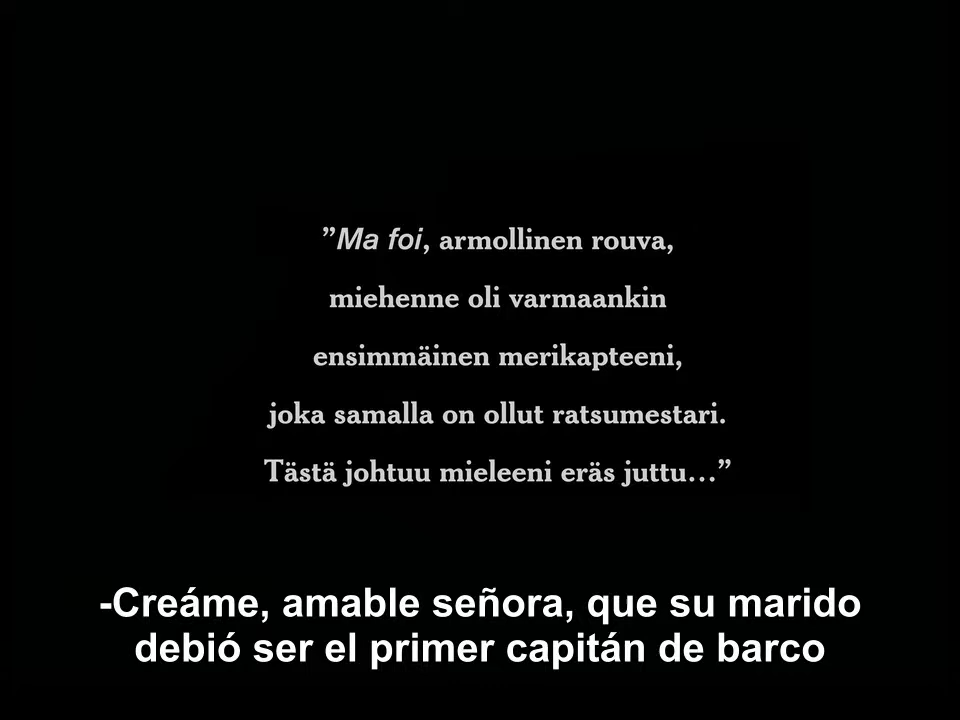 ”Ma foi, armollinen rouva,
miehenne oli varmaankin
ensimmäinen merikapteeni,
joka samalla on ollut ratsumestari.
Tästä johtuu mieleeni eräs juttu...”
-Creáme, amable señora, que su marido
debió ser el primer capitán de barco